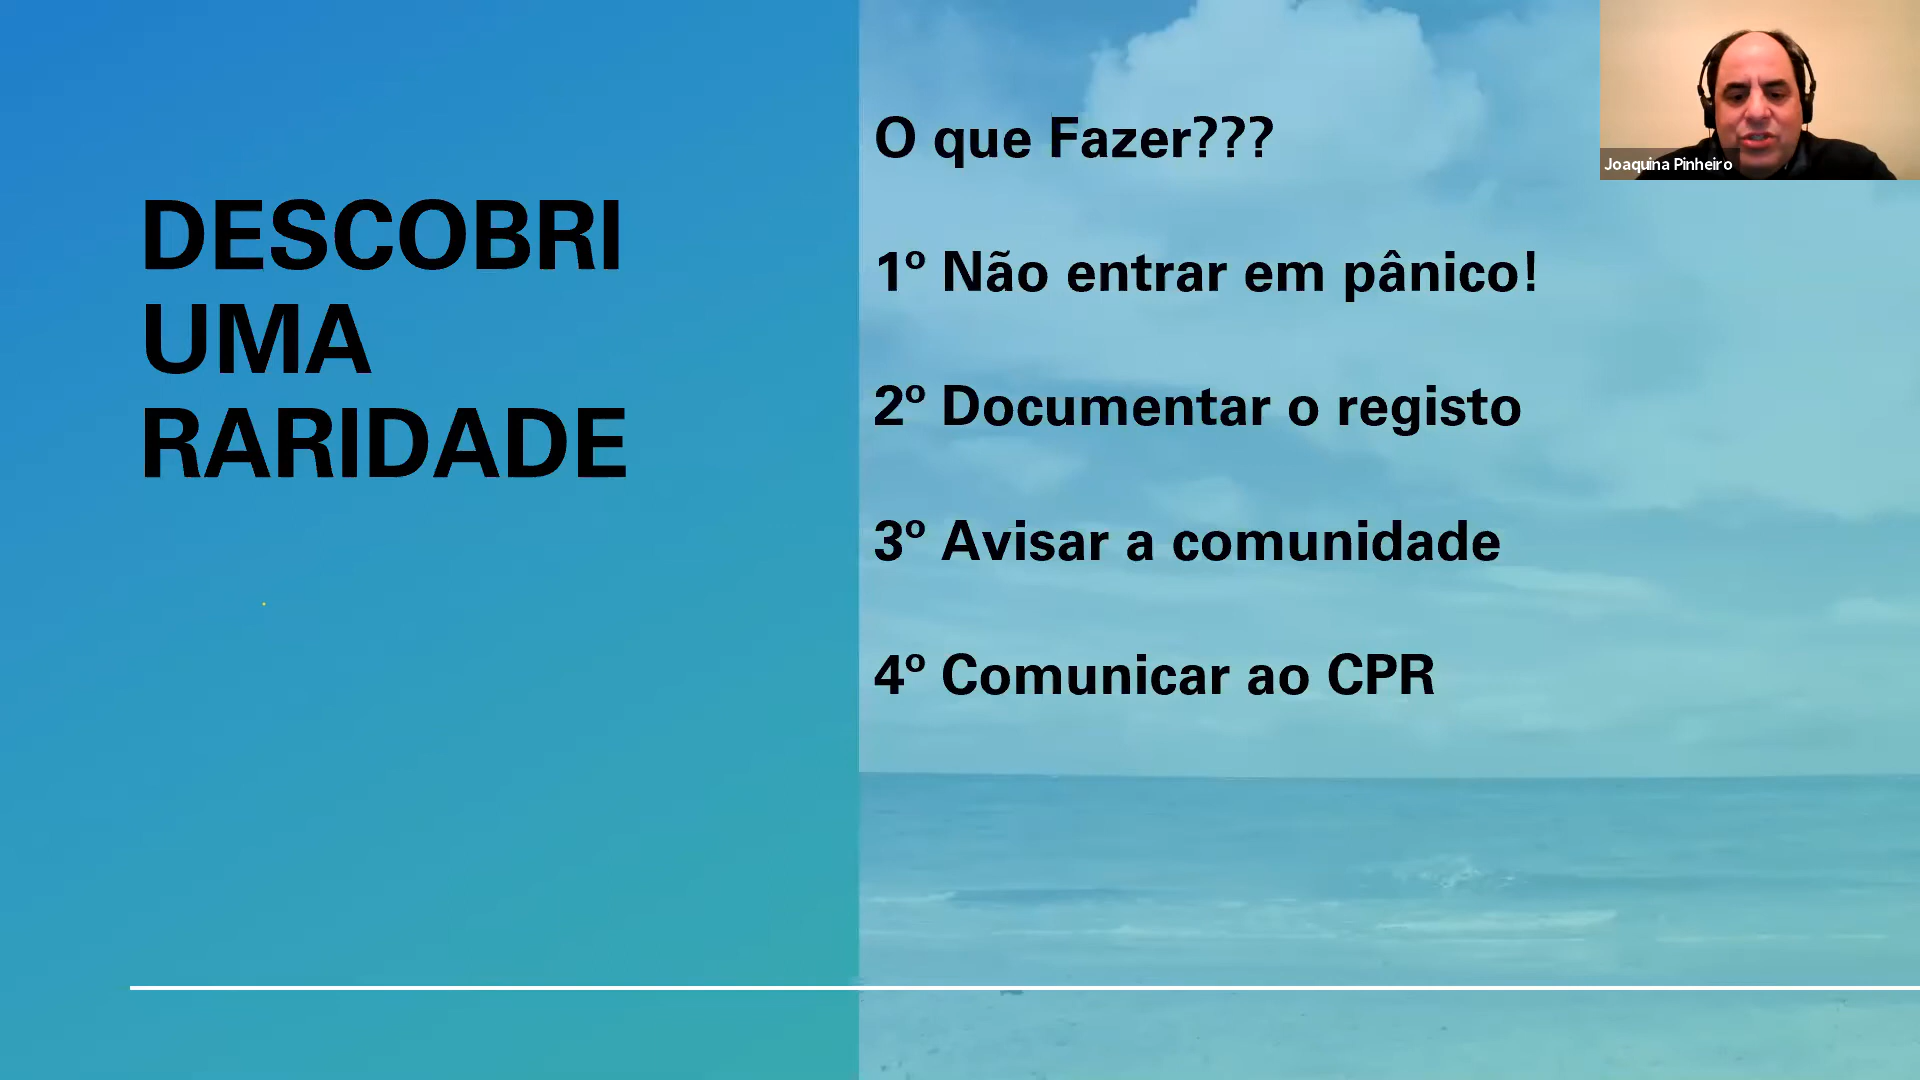 DESCOBRI
UMA
RARIDADE
O que Fazer???
1º Não entrar em pânico!
2º Documentar o registo
3º Avisar a comunidade
4º Comunicar ao CPR
Joaquina Pinheiro